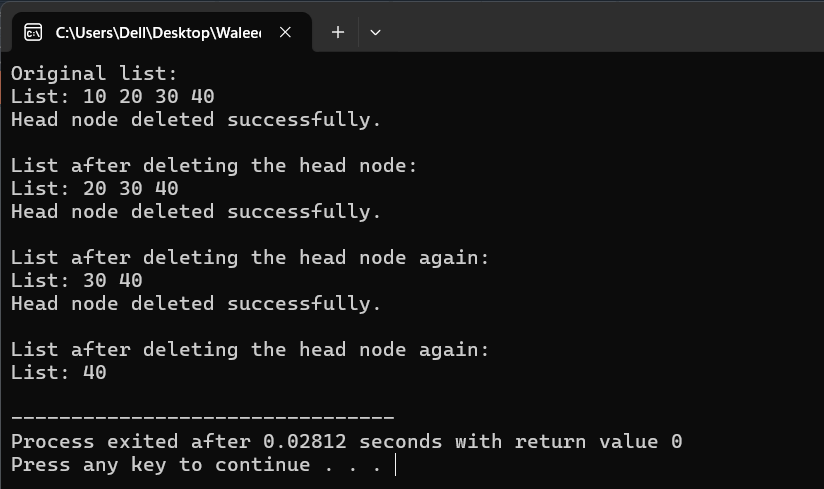 C:\Users\Dell\Desktop\Walee
Original list:
List: 10 20 30 40
Head node deleted successfully.
List after deleting the head node:
List: 20 30 40
Head node deleted successfully.
List after deleting the head node again:
List: 30 40
Head node deleted successfully.
List after deleting the head node again:
List: 40
--------------------------------
Process exited after 0.02812 seconds with return value 0
Press any key to continue . . .